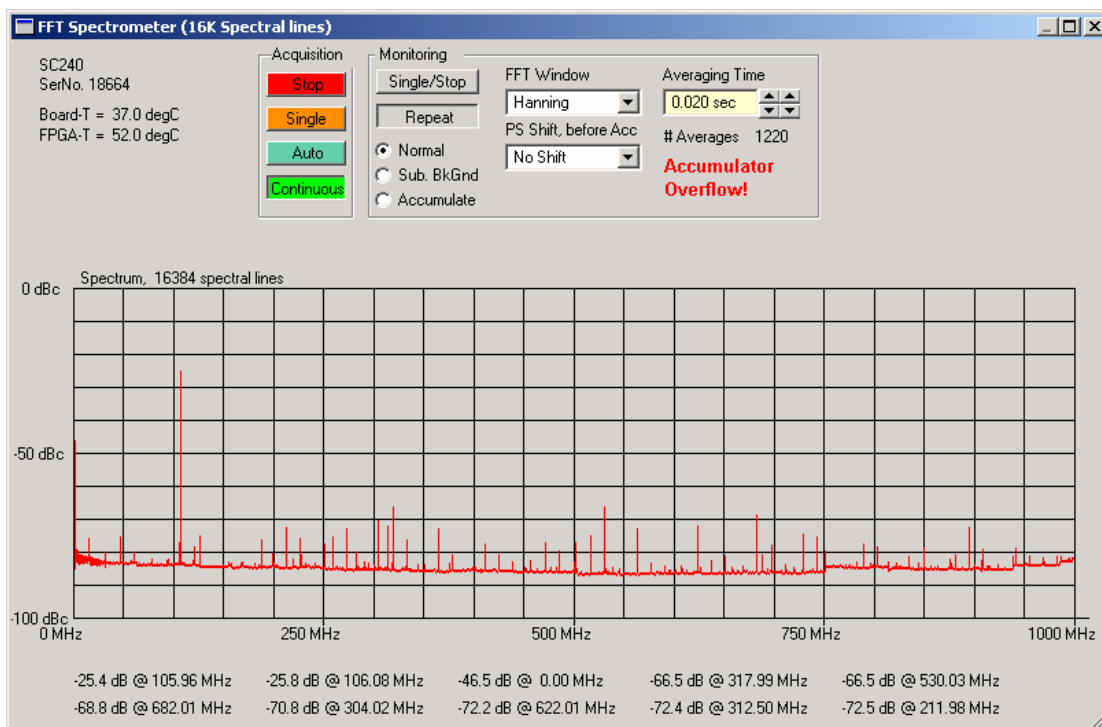 FFT Spectrometer (16K Spectral lines)
SC240
SerNo. 18664
Board-T = 37.0 degC
FPGA-T = 52.0 degC
Acquisition
Stop
Single
Auto
Continuous
Monitoring
Single/Stop
Repeat
Normal
Sub. BkGnd
Accumulate
FFT Window
Hanning
PS Shift, before Acc
No Shift
Averaging Time
0.020 sec
# Averages 1220
Accumulator
Overflow!
Spectrum, 16384 spectral lines
0 dBc
-50 dBc
-100 dBc
0 MHz 250 MHz 500 MHz 750 MHz 1000 MHz
-25.4 dB @ 105.96 MHz -25.8 dB @ 106.08 MHz -46.5 dB @ 0.00 MHz -66.5 dB @ 317.99 MHz -66.5 dB @ 530.03 MHz
-68.8 dB @ 682.01 MHz -70.8 dB @ 304.02 MHz -72.2 dB @ 622.01 MHz -72.4 dB @ 312.50 MHz -72.5 dB @ 211.98 MHz